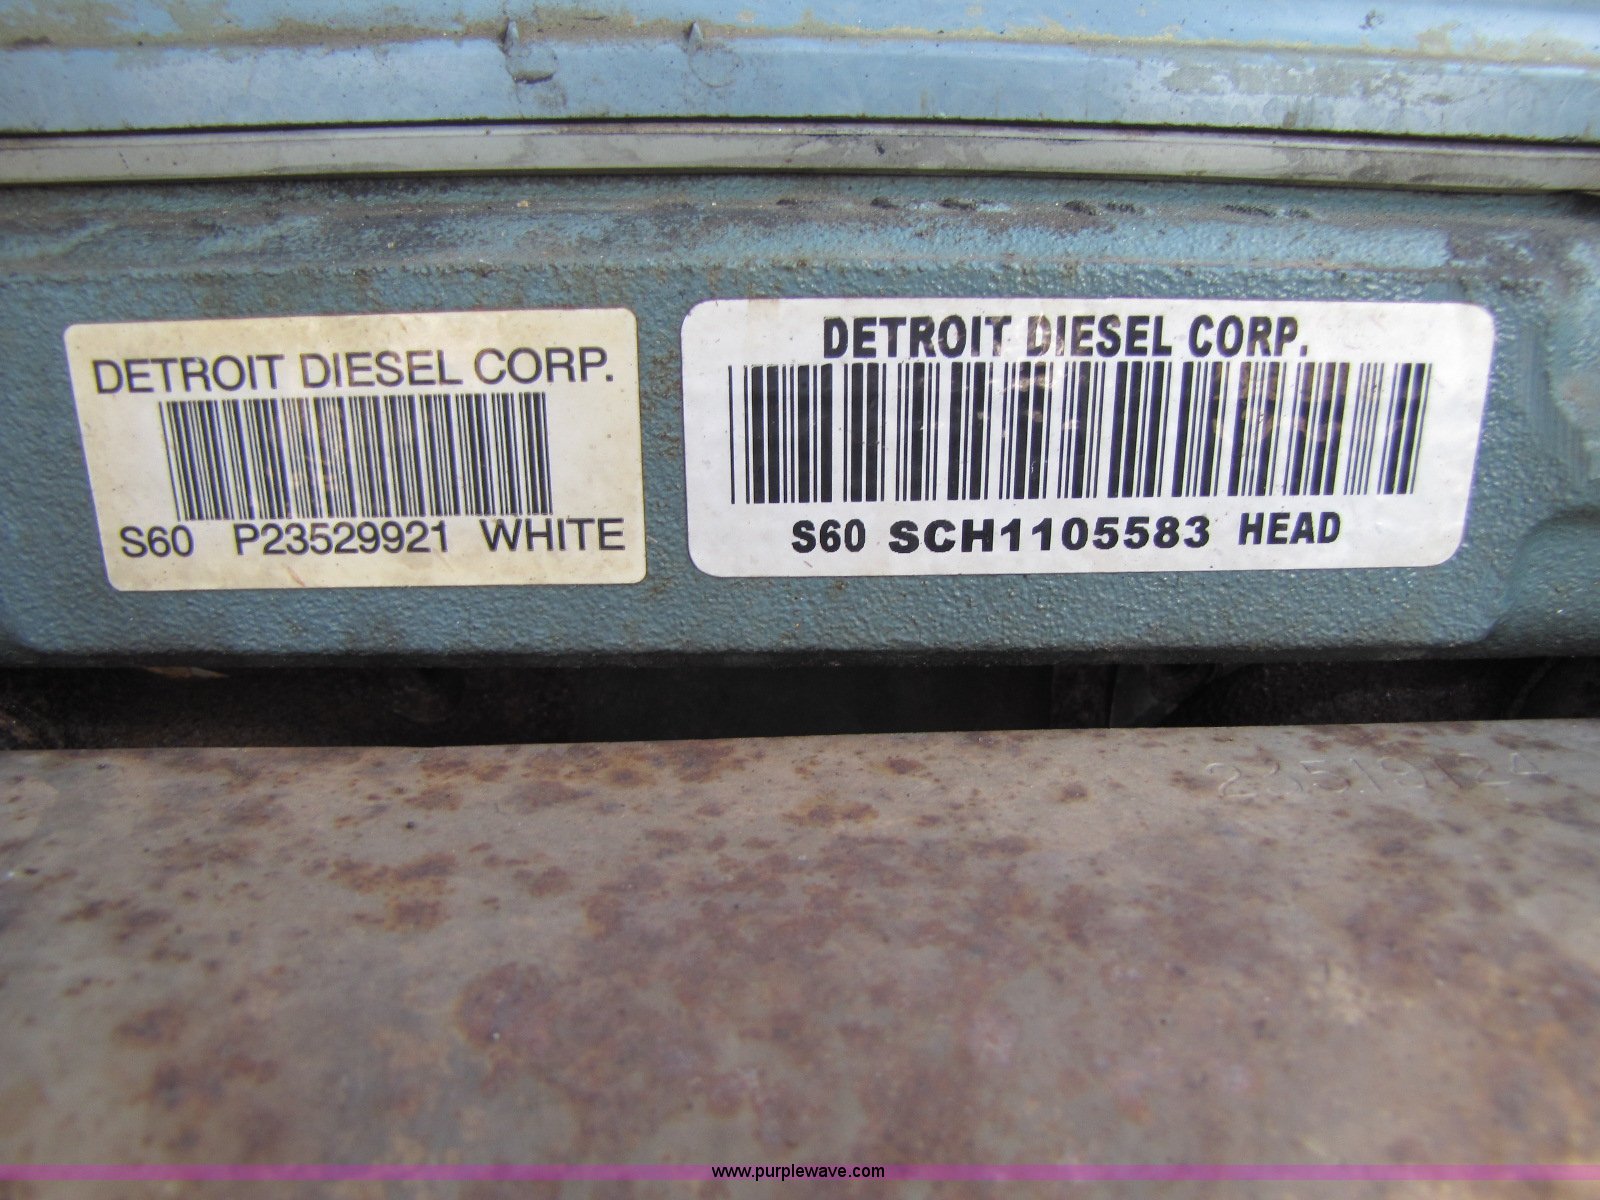 DETROIT DIESEL CORP.
S60 P23529921 WHITE
DETROIT DIESEL CORP.
S60 SCH1105583 HEAD
www.purplewave.com